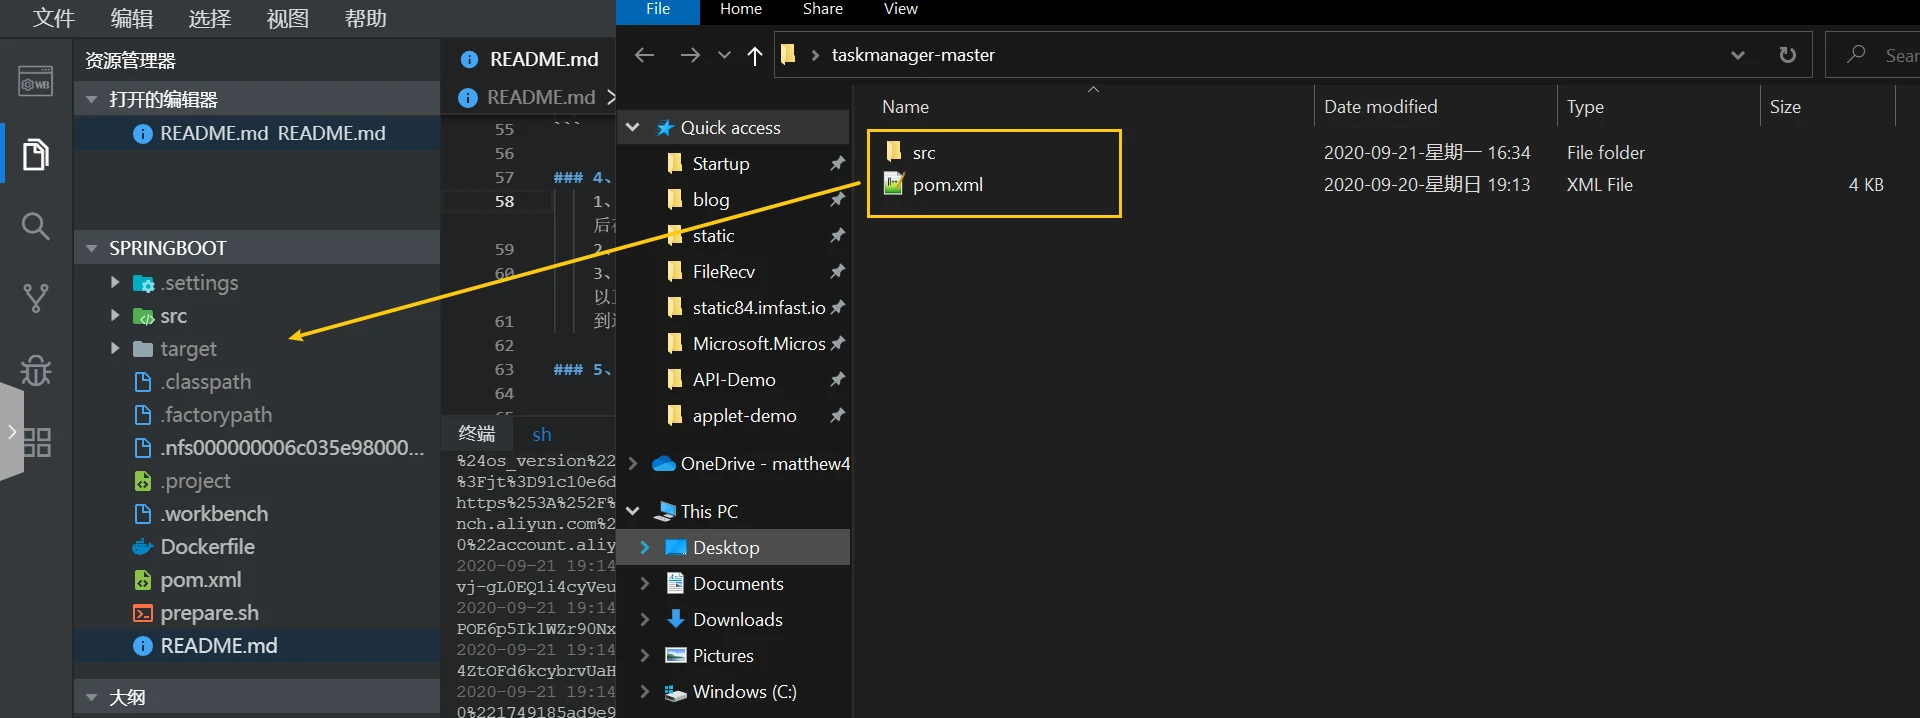 文件 编辑 选择 视图 帮助
资源管理器
打开的编辑器
README.md README.md
SPRINGBOOT
.settings
src
target
.classpath
.factorypath
.nfs000000006c035e98000...
.project
.workbench
Dockerfile
pom.xml
prepare.sh
README.md
大纲
WB
README.md
README.md
55 ```
56
57 ### 4、
58 1、
后
59 2、
60 3、
以
61 到
62
63 ### 5、
64
终端 sh
%24os_version%22
%3Fjt%3D91c10e6d
https%253A%252F%
nch.aliyun.com%2
0%22account.aliy
2020-09-21 19:14
vj-gL0EQ1i4cyVeu
2020-09-21 19:14
POE6p5IklWZr90Nx
2020-09-21 19:14
4ZtOFd6kcybrvUaH
2020-09-21 19:14
0%221749185ad9e9
File Home Share View
taskmanager-master
Sear
Quick access
Startup
blog
static
FileRecv
static84.imfast.io
Microsoft.Micros
API-Demo
applet-demo
OneDrive - matthew4
This PC
Desktop
Documents
Downloads
Pictures
Windows (C:)
Name Date modified Type Size
src 2020-09-21-星期一 16:34 File folder
pom.xml 2020-09-20-星期日 19:13 XML File 4 KB